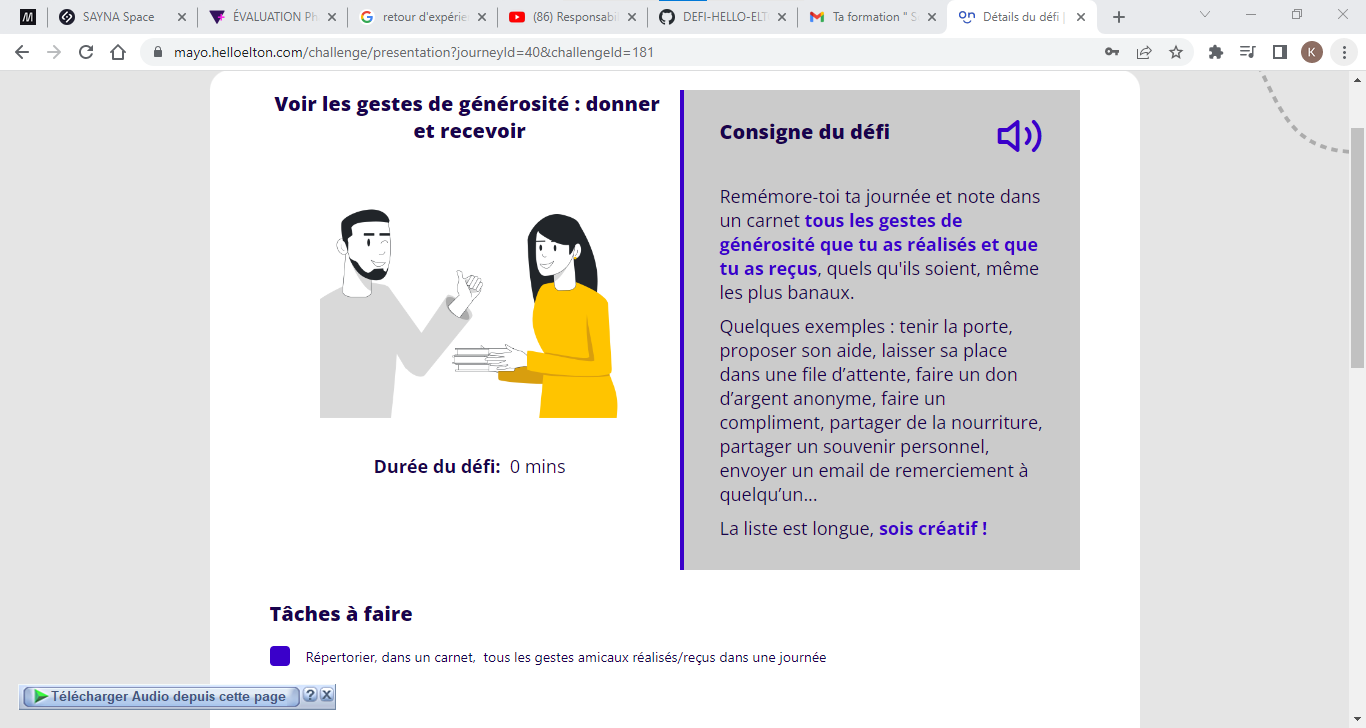 SAYNA Space
ÉVALUATION Ph
retour d'expérie
(86) Responsabi
DEFI-HELLO-ELT
Ta formation " S
Détails du défi |
mayo.helloelton.com/challenge/presentation?journeyId=40&challengeId=181
K
Voir les gestes de générosité : donner
et recevoir
Durée du défi: 0 mins
Consigne du défi
Remémore-toi ta journée et note dans
un carnet tous les gestes de
générosité que tu as réalisés et que
tu as reçus, quels qu'ils soient, même
les plus banaux.
Quelques exemples : tenir la porte,
proposer son aide, laisser sa place
dans une file d’attente, faire un don
d’argent anonyme, faire un
compliment, partager de la nourriture,
partager un souvenir personnel,
envoyer un email de remerciement à
quelqu’un...
La liste est longue, sois créatif !
Tâches à faire
Répertorier, dans un carnet, tous les gestes amicaux réalisés/reçus dans une journée
Télécharger Audio depuis cette page ? X